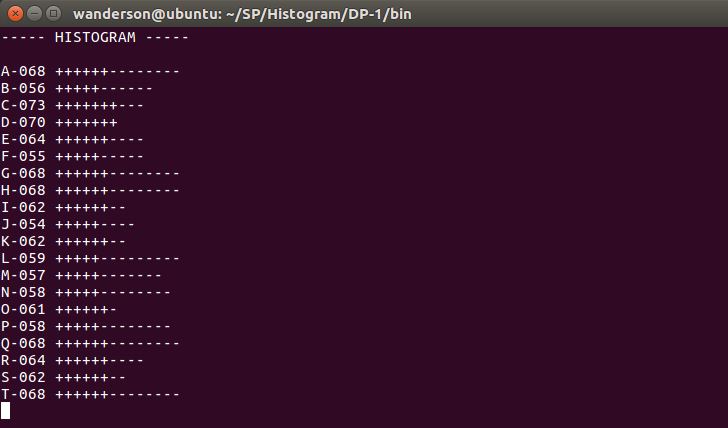 wanderson@ubuntu: ~/SP/Histogram/DP-1/bin
----- HISTOGRAM -----
A-068 ++++++--------
B-056 +++++------
C-073 +++++++---
D-070 +++++++
E-064 ++++++----
F-055 +++++-----
G-068 ++++++--------
H-068 ++++++--------
I-062 ++++++--
J-054 +++++----
K-062 ++++++--
L-059 +++++---------
M-057 +++++-------
N-058 +++++--------
O-061 ++++++-
P-058 +++++--------
Q-068 ++++++--------
R-064 ++++++----
S-062 ++++++--
T-068 ++++++--------